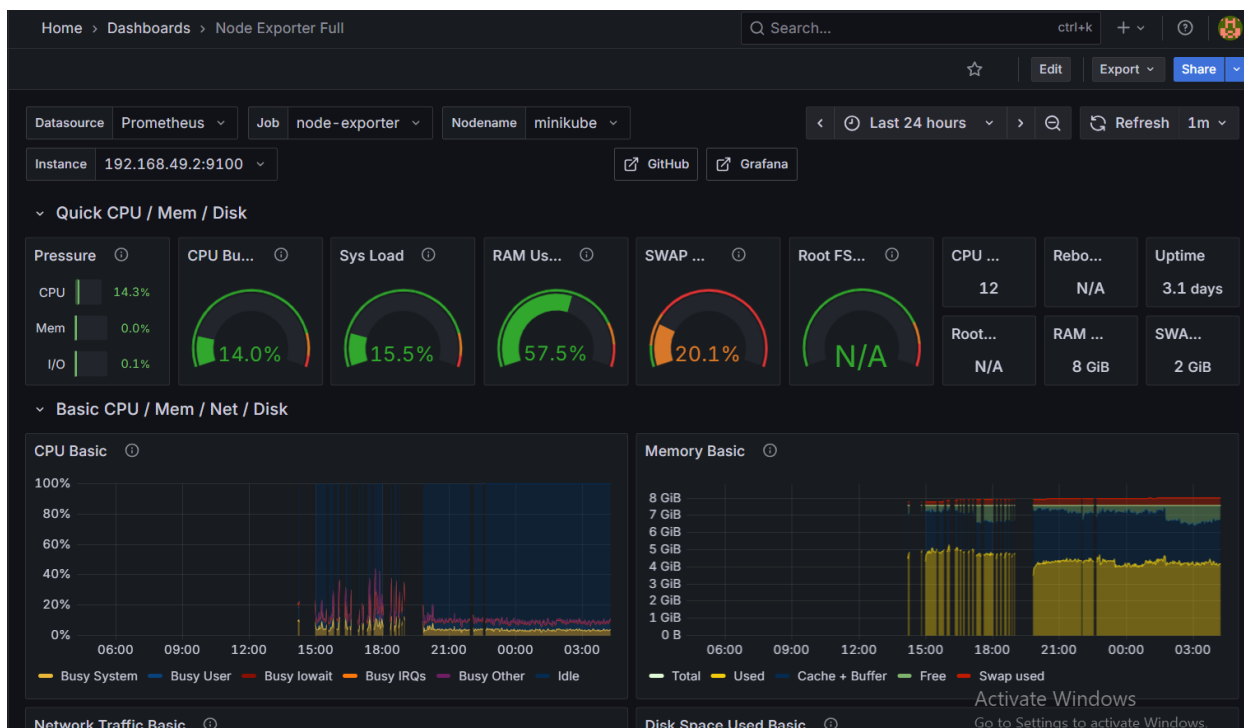 Home > Dashboards > Node Exporter Full
Search... ctrl+k
Edit Export Share
Datasource Prometheus Job node-exporter Nodename minikube Last 24 hours Refresh 1m
Instance 192.168.49.2:9100 GitHub Grafana
Quick CPU / Mem / Disk
Pressure CPU Bu... Sys Load RAM Us... SWAP ... Root FS... CPU ... Rebo... Uptime
CPU 14.3%
Mem 0.0%
I/O 0.1%
14.0% 15.5% 57.5% 20.1% N/A
12 N/A 3.1 days
Root... RAM ... SWA...
N/A 8 GiB 2 GiB
Basic CPU / Mem / Net / Disk
CPU Basic
100%
80%
60%
40%
20%
0%
06:00 09:00 12:00 15:00 18:00 21:00 00:00 03:00
Busy System Busy User Busy Iowait Busy IRQs Busy Other Idle
Memory Basic
8 GiB
7 GiB
6 GiB
5 GiB
4 GiB
3 GiB
2 GiB
1 GiB
0 B
06:00 09:00 12:00 15:00 18:00 21:00 00:00 03:00
Total Used Cache + Buffer Free Swap used
Activate Windows
Go to Settings to activate Windows.
Network Traffic Basic
Disk Space Used Basic